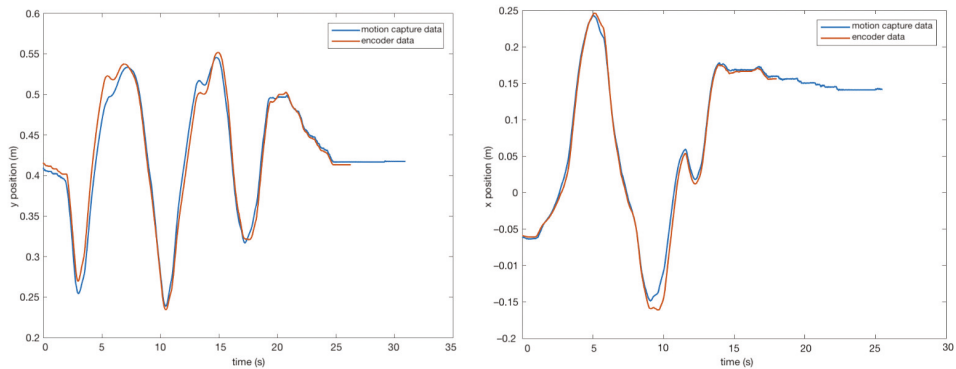 0.6
0.55
0.5
0.45
0.4
0.35
0.3
0.25
0.2
y position (m)
0 5 10 15 20 25 30 35
time (s)
motion capture data
encoder data
0.25
0.2
0.15
0.1
0.05
0
−0.05
−0.01
−0.15
−0.2
x position (m)
0 5 10 15 20 25 30
time (s)
motion capture data
encoder data